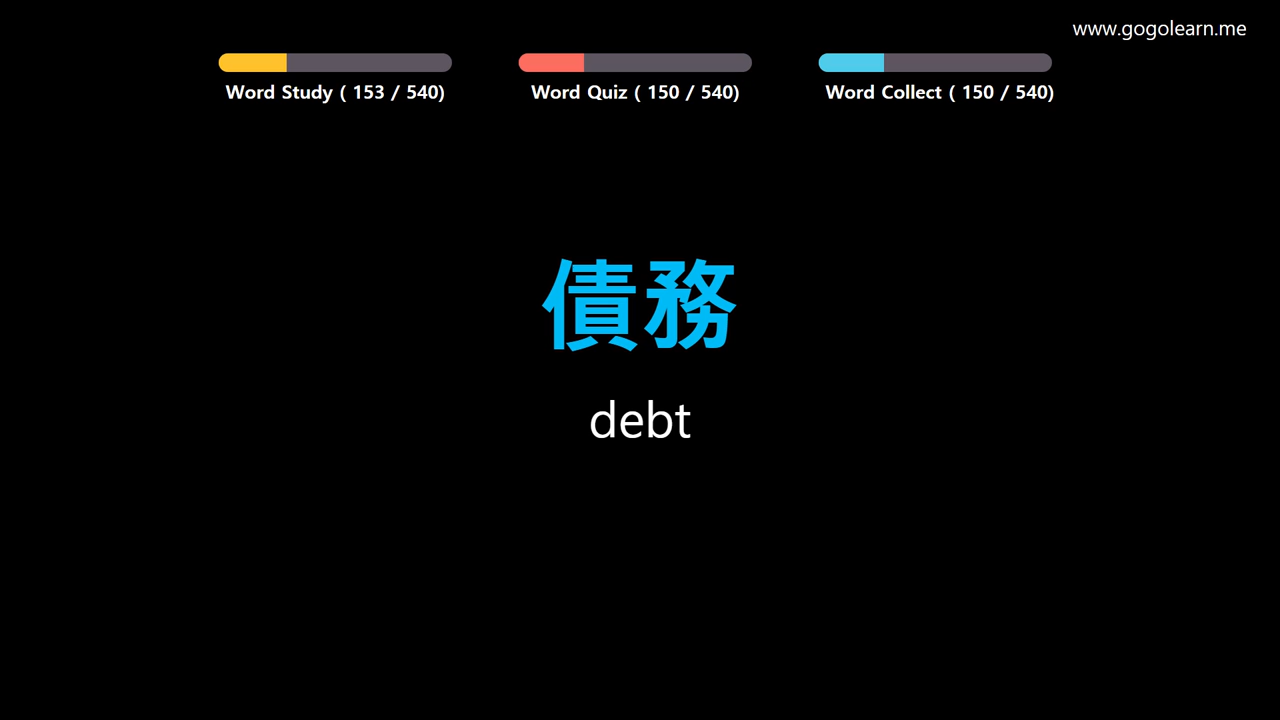 www.gogolearn.me
Word Study ( 153 / 540)
Word Quiz ( 150 / 540)
Word Collect ( 150 / 540)
債務
debt